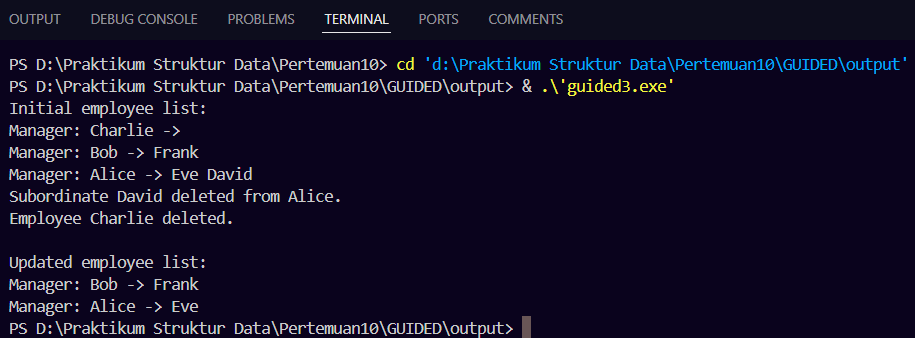 OUTPUT DEBUG CONSOLE PROBLEMS TERMINAL PORTS COMMENTS
PS D:\Praktikum Struktur Data\Pertemuan10> cd 'd:\Praktikum Struktur Data\Pertemuan10\GUIDED\output'
PS D:\Praktikum Struktur Data\Pertemuan10\GUIDED\output> & .\'guided3.exe'
Initial employee list:
Manager: Charlie ->
Manager: Bob -> Frank
Manager: Alice -> Eve David
Subordinate David deleted from Alice.
Employee Charlie deleted.
Updated employee list:
Manager: Bob -> Frank
Manager: Alice -> Eve
PS D:\Praktikum Struktur Data\Pertemuan10\GUIDED\output>